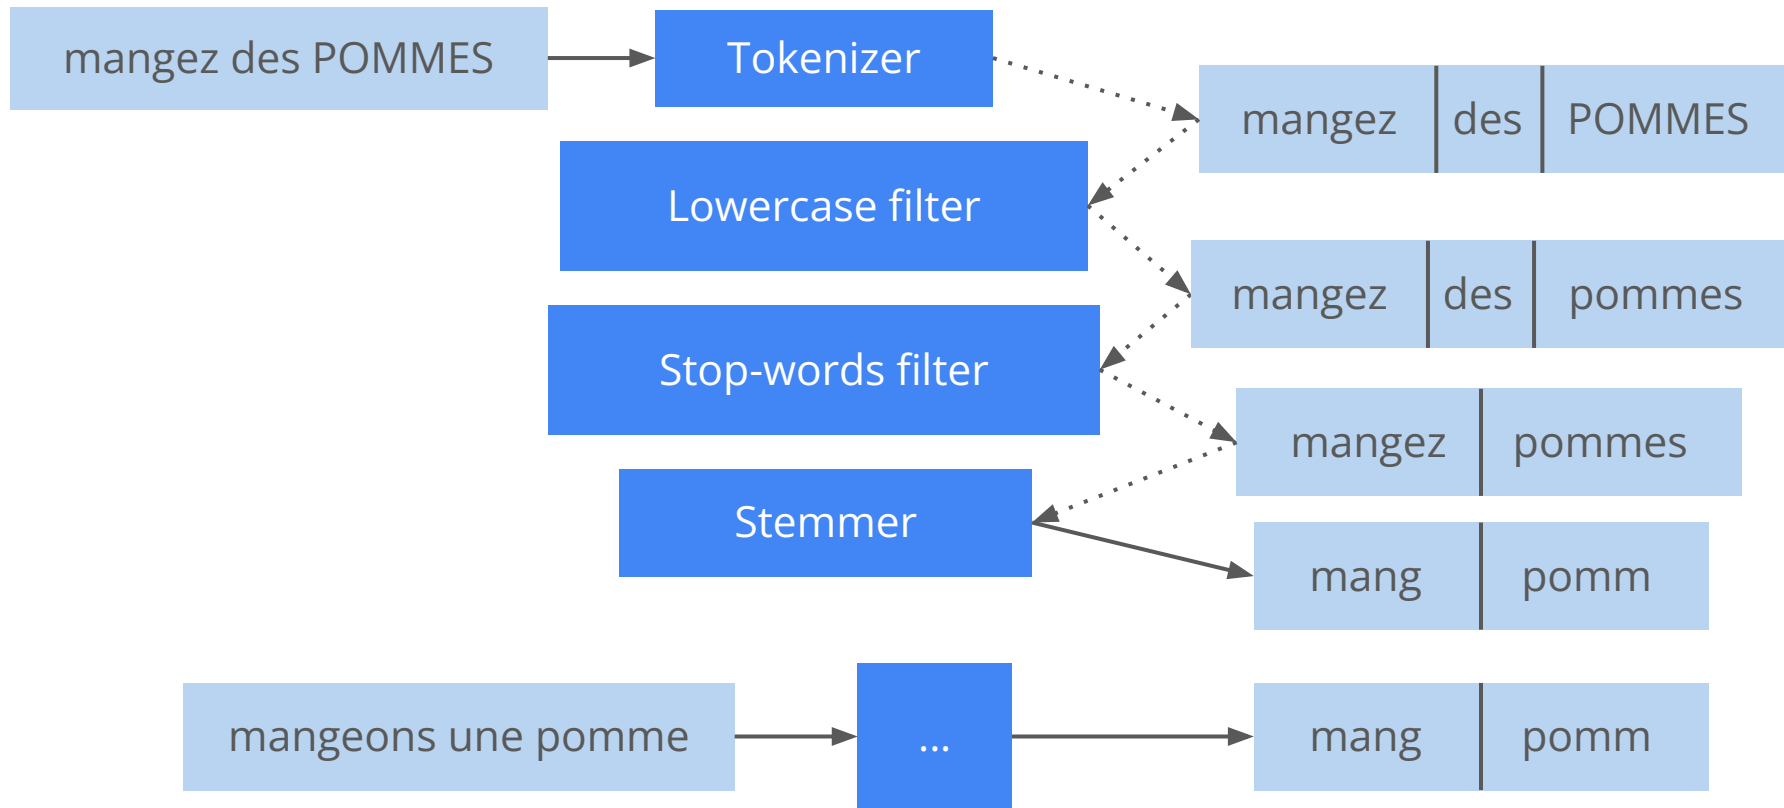 mangez des POMMES
Tokenizer
mangez des POMMES
Lowercase filter
mangez des pommes
Stop-words filter
mangez pommes
Stemmer
mang pomm
mangeons une pomme
...
mang pomm